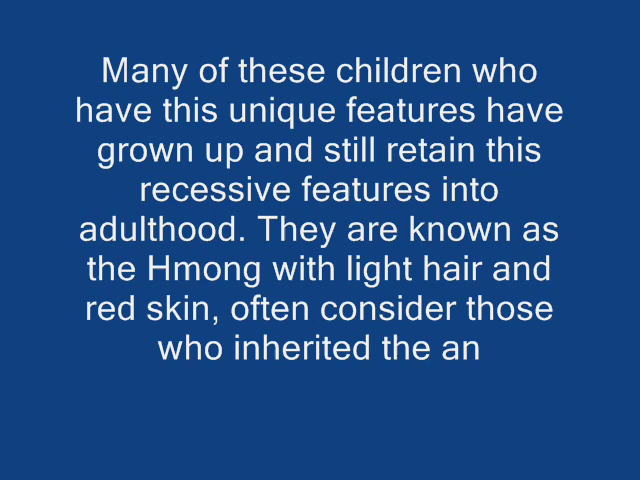 Many of these children who
have this unique features have
grown up and still retain this
recessive features into
adulthood. They are known as
the Hmong with light hair and
red skin, often consider those
who inherited the an